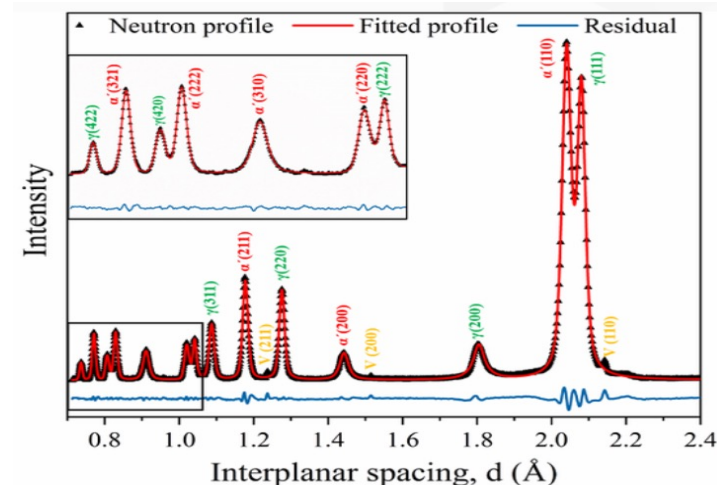 Neutron profile Fitted profile Residual
γ(422)
α´(321)
γ(420)
α´(222)
α´(310)
α´(220)
γ(222)
α´(110)
γ(111)
γ(311)
α´(211)
V (211)
γ(220)
α´(200)
V (200)
γ(200)
V (110)
Intensity
0.8 1.0 1.2 1.4 1.6 1.8 2.0 2.2 2.4
Interplanar spacing, d (Å)